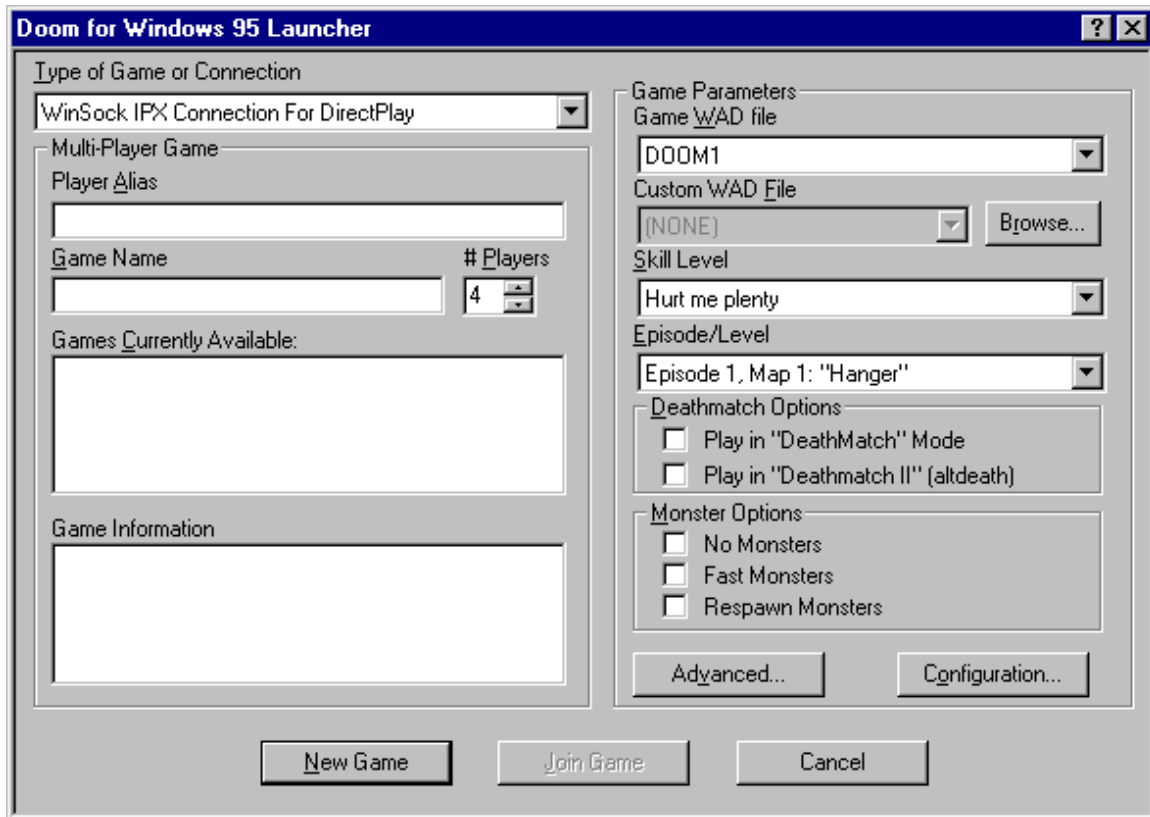 Doom for Windows 95 Launcher
Type of Game or Connection
WinSock IPX Connection For DirectPlay
Multi-Player Game
Player Alias
Game Name
# Players
4
Games Currently Available:
Game Information
Game Parameters
Game WAD file
DOOM1
Custom WAD File
(NONE)
Browse...
Skill Level
Hurt me plenty
Episode/Level
Episode 1, Map 1: "Hanger"
Deathmatch Options
Play in "DeathMatch" Mode
Play in "Deathmatch II" (altdeath)
Monster Options
No Monsters
Fast Monsters
Respawn Monsters
Advanced...
Configuration...
New Game
Join Game
Cancel